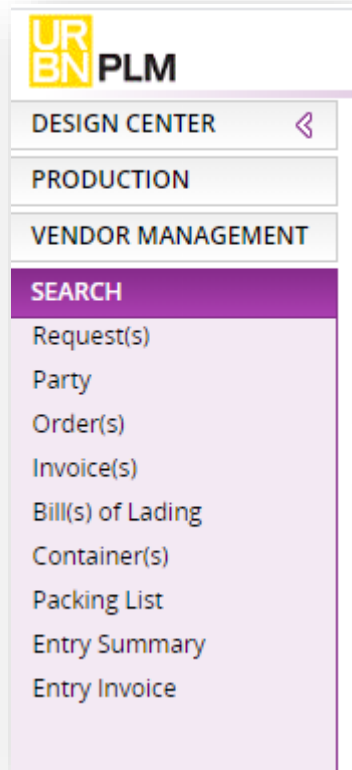 UR
BN PLM
DESIGN CENTER
PRODUCTION
VENDOR MANAGEMENT
SEARCH
Request(s)
Party
Order(s)
Invoice(s)
Bill(s) of Lading
Container(s)
Packing List
Entry Summary
Entry Invoice